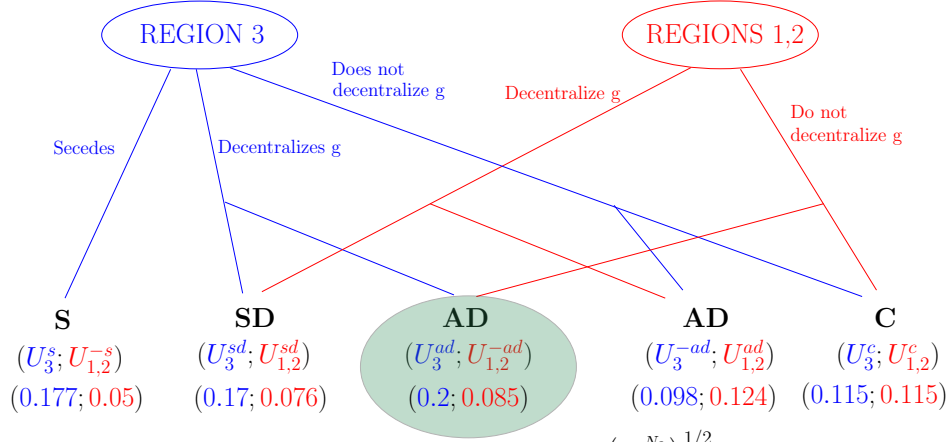 REGION 3
REGIONS 1,2
Does not
decentralize g
Decentralize g
Do not
decentralize g
Secedes
Decentralizes g
S
SD
AD
AD
C
(U_3^s; U_{1,2}^{-s})
(U_3^{sd}; U_{1,2}^{sd})
(U_3^{ad}; U_{1,2}^{-ad})
(U_3^{-ad}; U_{1,2}^{ad})
(U_3^c; U_{1,2}^c)
(0.177; 0.05)
(0.17; 0.076)
(0.2; 0.085)
(0.098; 0.124)
(0.115; 0.115)